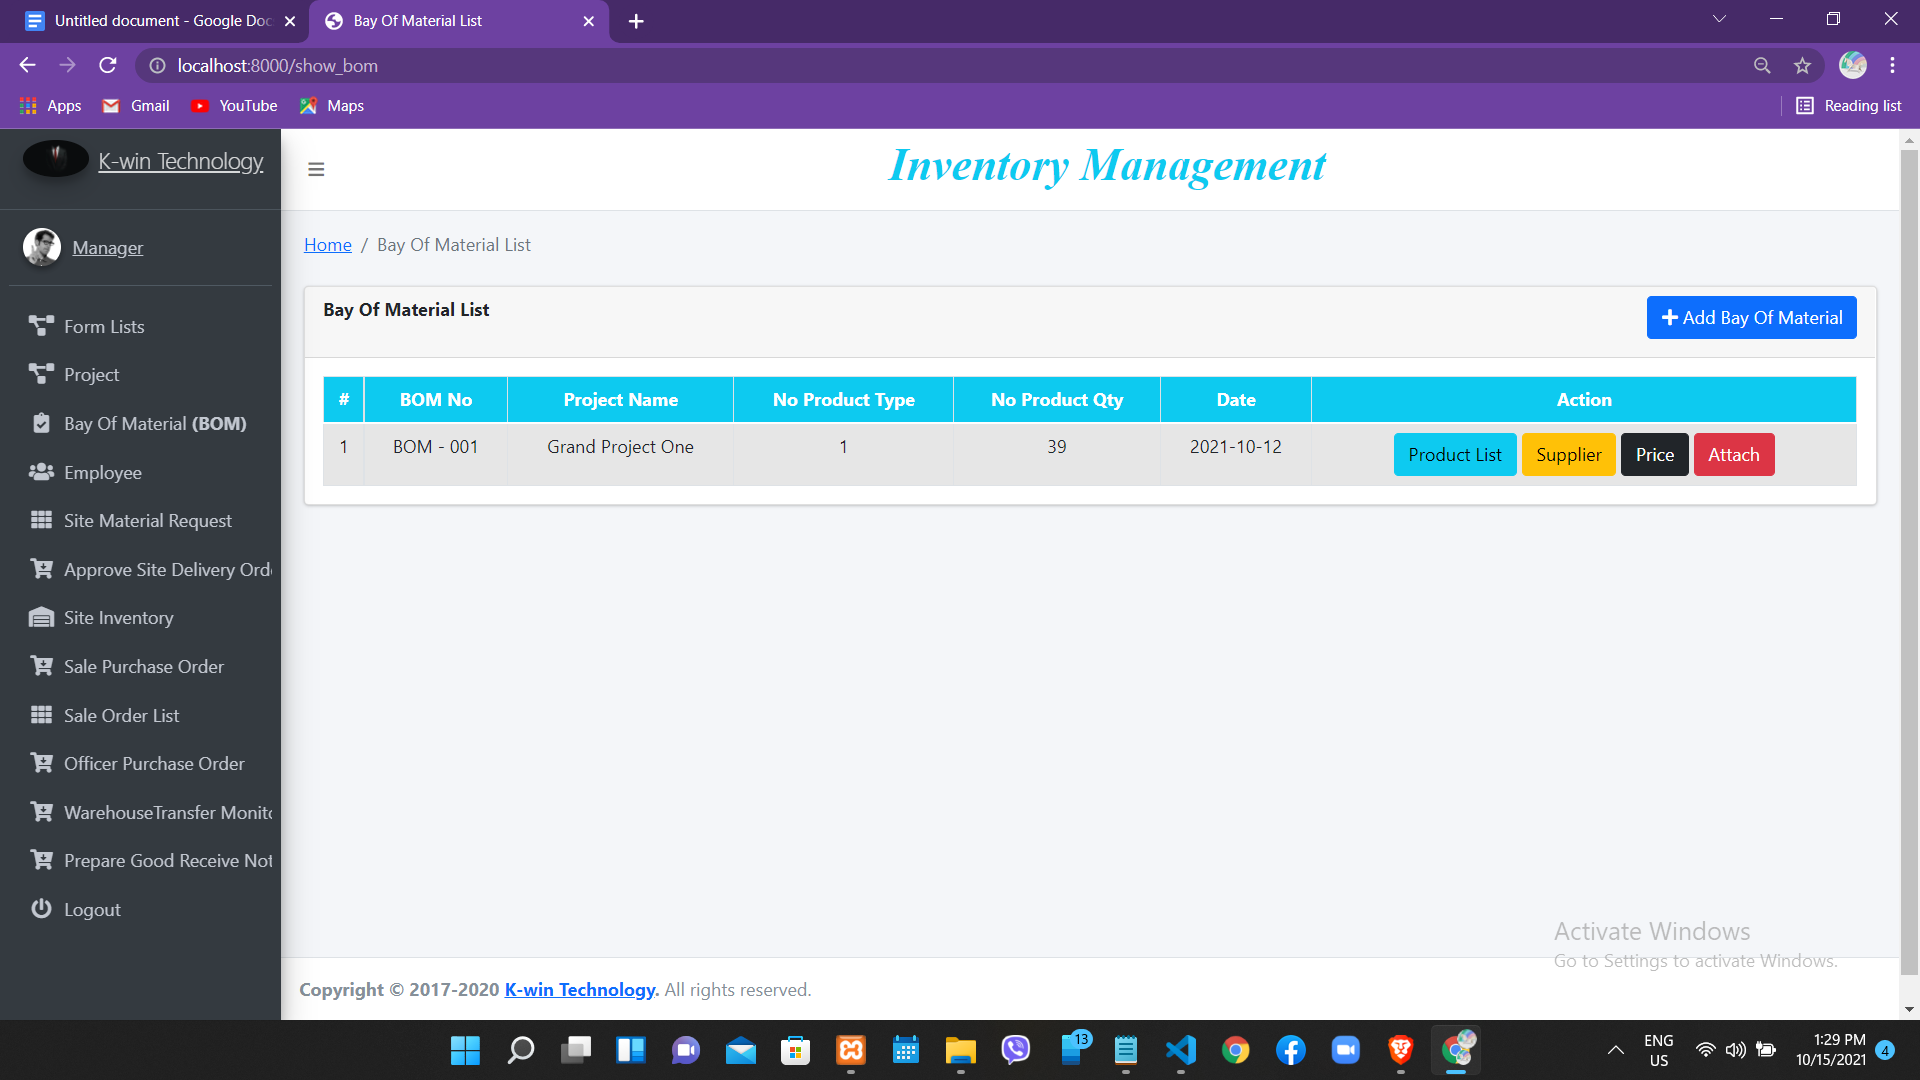 Untitled document - Google Doc
Bay Of Material List
localhost:8000/show_bom
Apps
Gmail
YouTube
Maps
Reading list
K-win Technology
Inventory Management
Manager
Home / Bay Of Material List
Form Lists
Project
Bay Of Material (BOM)
Employee
Site Material Request
Approve Site Delivery Orde
Site Inventory
Sale Purchase Order
Sale Order List
Officer Purchase Order
WarehouseTransfer Monito
Prepare Good Receive Not
Logout
Bay Of Material List
Add Bay Of Material
# BOM No Project Name No Product Type No Product Qty Date Action
1 BOM - 001 Grand Project One 1 39 2021-10-12 Product List Supplier Price Attach
Activate Windows
Go to Settings to activate Windows.
Copyright © 2017-2020 K-win Technology. All rights reserved.
13
ENG
US
1:29 PM
10/15/2021
4